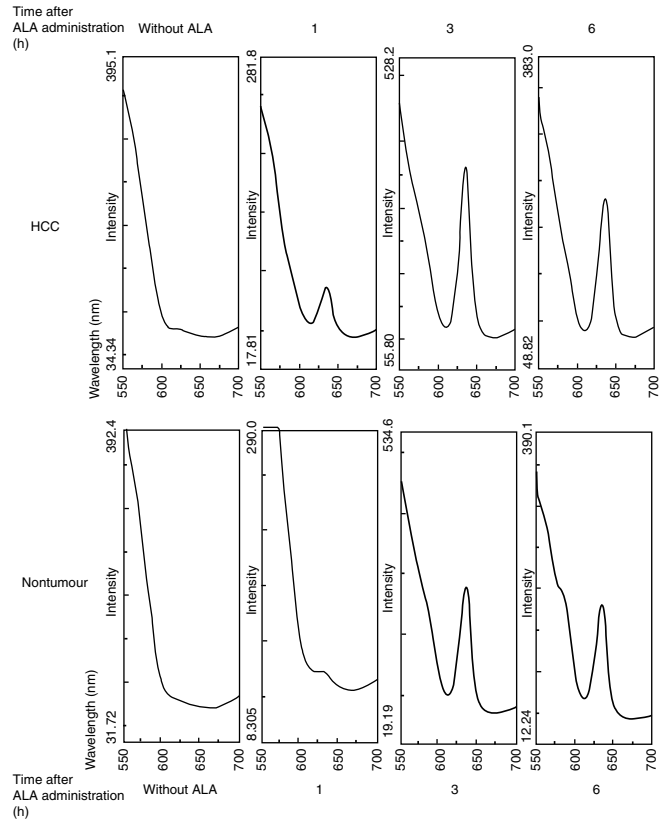 Time after
ALA administration
(h)
Without ALA
1
3
6
HCC
Wavelength (nm)
Intensity
395.1
34.34
550
600
650
700
Intensity
281.8
17.81
550
600
650
700
Intensity
528.2
55.80
550
600
650
700
Intensity
383.0
48.82
550
600
650
700
Nontumour
Wavelength (nm)
Intensity
392.4
31.72
550
600
650
700
Intensity
290.0
8.305
550
600
650
700
Intensity
534.6
19.19
550
600
650
700
Intensity
390.1
12.24
550
600
650
700
Time after
ALA administration
(h)
Without ALA
1
3
6